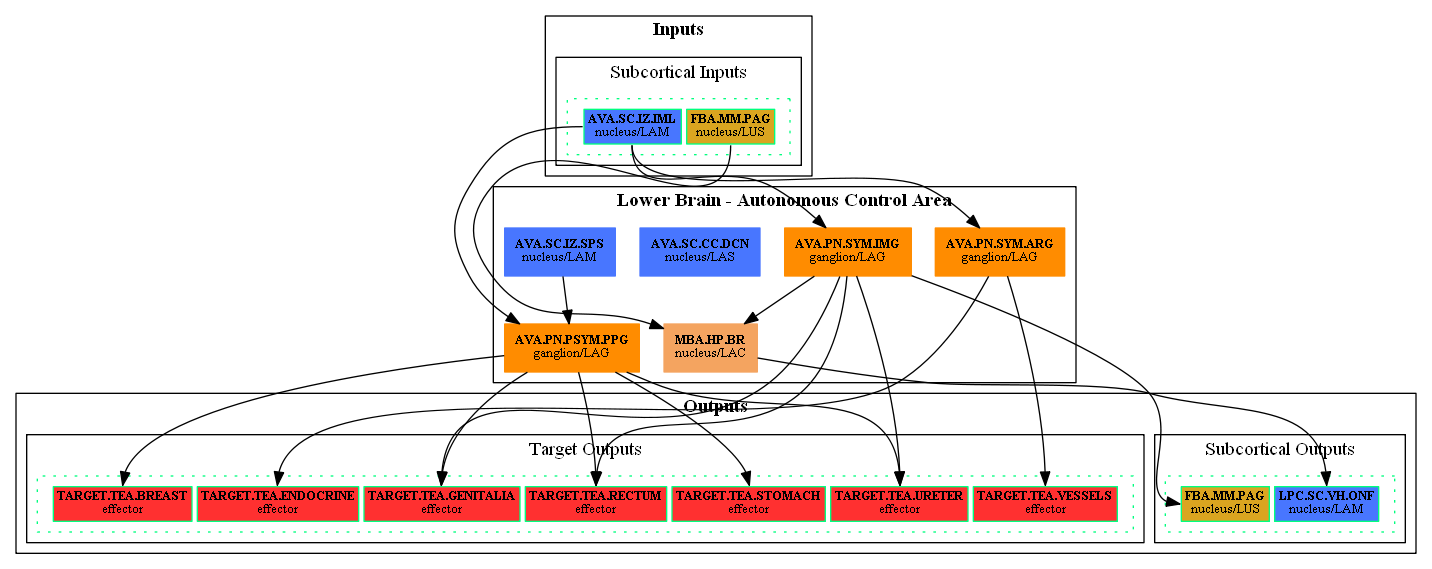 Inputs
Subcortical Inputs
AVA.SC.IZ.IML
nucleus/LAM
FBA.MM.PAG
nucleus/LUS
Lower Brain - Autonomous Control Area
AVA.SC.IZ.SPS
nucleus/LAM
AVA.SC.CC.DCN
nucleus/LAS
AVA.PN.SYM.IMG
ganglion/LAG
AVA.PN.SYM.ARG
ganglion/LAG
AVA.PN.PSYM.PPG
ganglion/LAG
MBA.HP.BR
nucleus/LAC
Outputs
Target Outputs
TARGET.TEA.BREAST
effector
TARGET.TEA.ENDOCRINE
effector
TARGET.TEA.GENITALIA
effector
TARGET.TEA.RECTUM
effector
TARGET.TEA.STOMACH
effector
TARGET.TEA.URETER
effector
TARGET.TEA.VESSELS
effector
Subcortical Outputs
FBA.MM.PAG
nucleus/LUS
LPC.SC.VH.ONF
nucleus/LAM